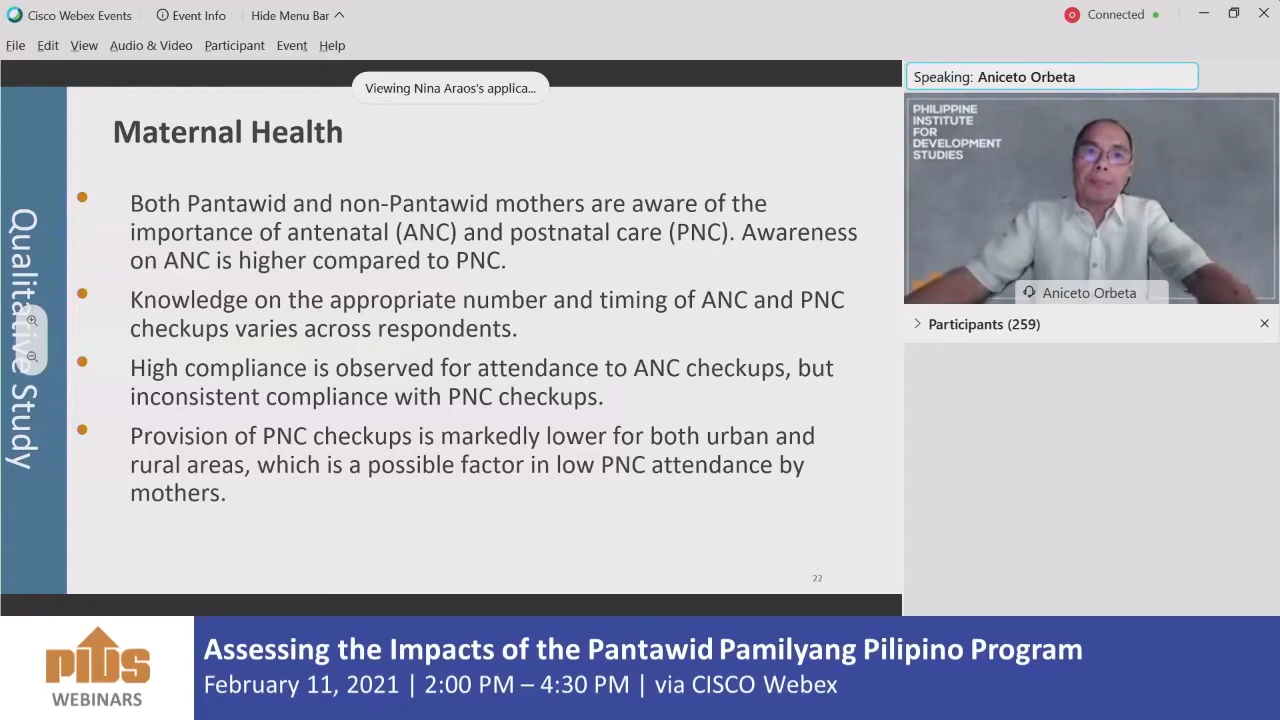 Cisco Webex Events
Event Info
Hide Menu Bar
Connected
File Edit View Audio & Video Participant Event Help
Viewing Nina Araos's applica...
Speaking: Aniceto Orbeta
PHILIPPINE
INSTITUTE
FOR
DEVELOPMENT
STUDIES
Aniceto Orbeta
Participants (259)
Qualitative Study
Maternal Health
Both Pantawid and non-Pantawid mothers are aware of the
importance of antenatal (ANC) and postnatal care (PNC). Awareness
on ANC is higher compared to PNC.
Knowledge on the appropriate number and timing of ANC and PNC
checkups varies across respondents.
High compliance is observed for attendance to ANC checkups, but
inconsistent compliance with PNC checkups.
Provision of PNC checkups is markedly lower for both urban and
rural areas, which is a possible factor in low PNC attendance by
mothers.
22
pids
WEBINARS
Assessing the Impacts of the Pantawid Pamilyang Pilipino Program
February 11, 2021 | 2:00 PM – 4:30 PM | via CISCO Webex